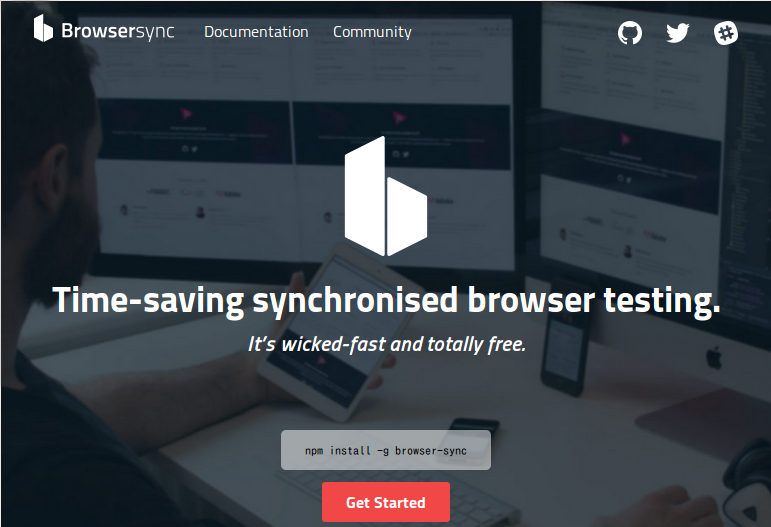 Browsersync
Documentation
Community
Time-saving synchronised browser testing.
It's wicked-fast and totally free.
npm install -g browser-sync
Get Started